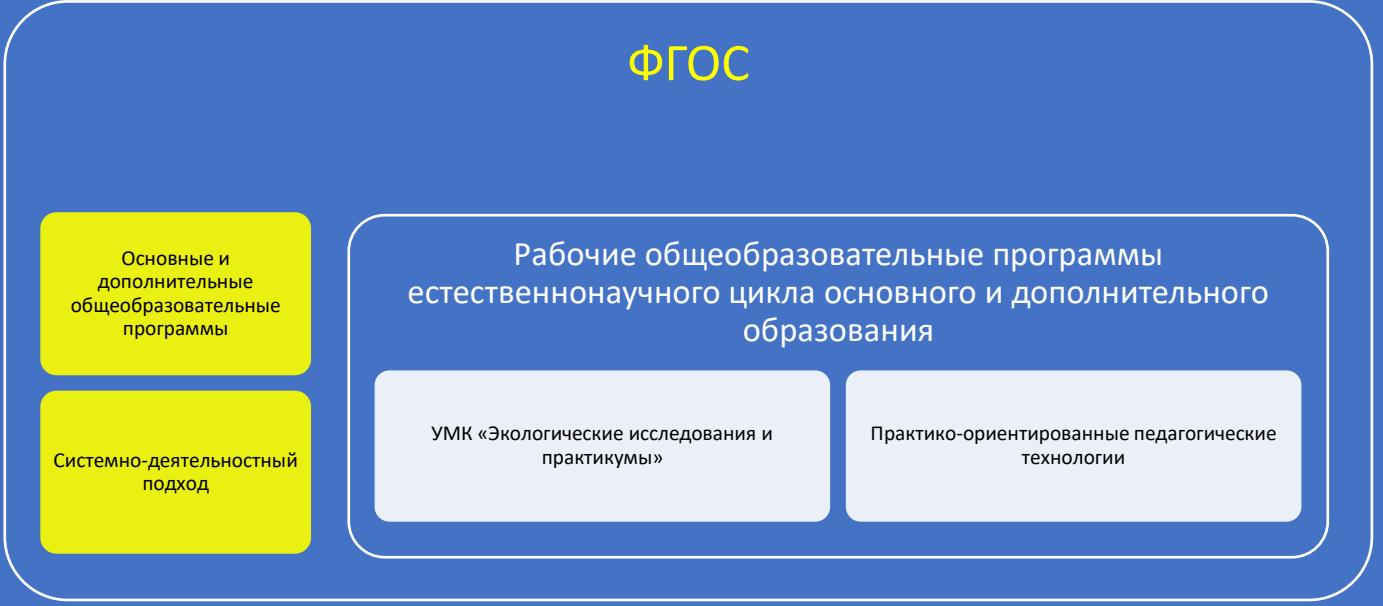 ФГОС
Основные и
дополнительные
общеобразовательные
программы
Системно-деятельностный
подход
Рабочие общеобразовательные программы
естественнонаучного цикла основного и дополнительного
образования
УМК «Экологические исследования и
практикумы»
Практико-ориентированные педагогические
технологии